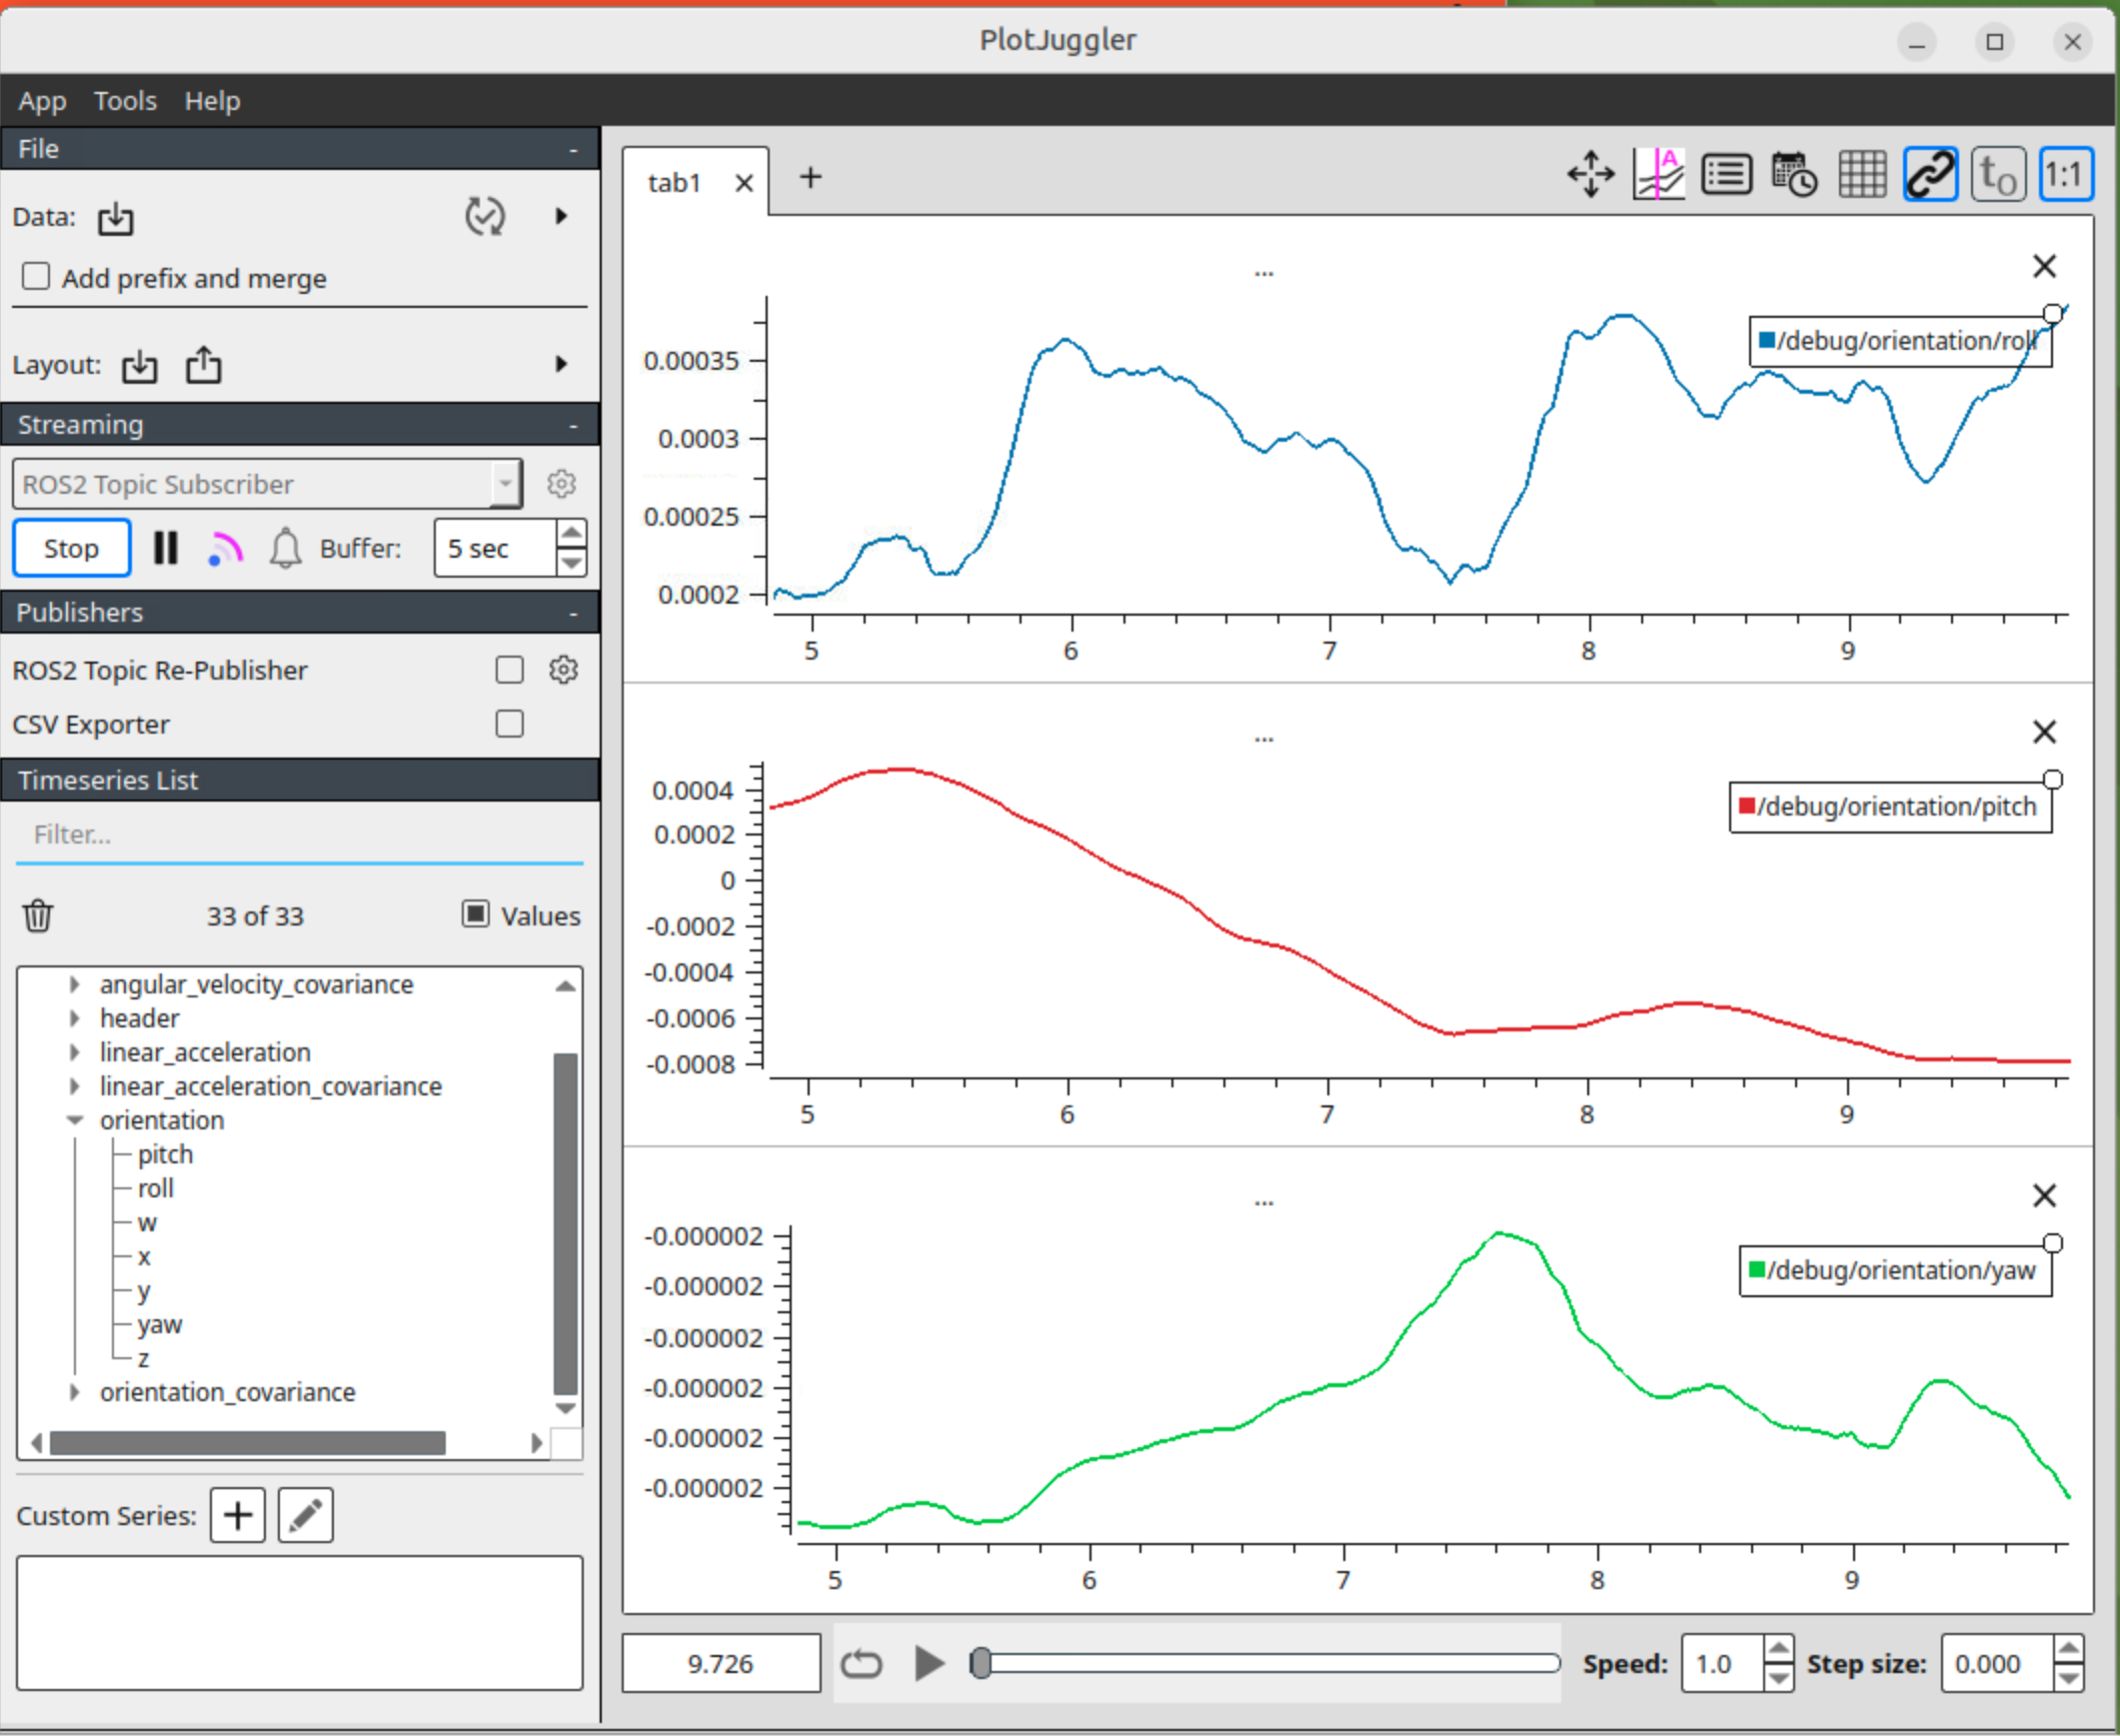 PlotJuggler
App Tools Help
File -
Data:
Add prefix and merge
Layout:
Streaming -
ROS2 Topic Subscriber
Stop Buffer: 5 sec
Publishers -
ROS2 Topic Re-Publisher
CSV Exporter
Timeseries List
Filter...
33 of 33 Values
angular_velocity_covariance
header
linear_acceleration
linear_acceleration_covariance
orientation
pitch
roll
w
x
y
yaw
z
orientation_covariance
Custom Series:
tab1
A
t0
1:1
...
/debug/orientation/roll
0.00035
0.0003
0.00025
0.0002
5 6 7 8 9
...
/debug/orientation/pitch
0.0004
0.0002
0
-0.0002
-0.0004
-0.0006
-0.0008
5 6 7 8 9
...
/debug/orientation/yaw
-0.000002
-0.000002
-0.000002
-0.000002
-0.000002
-0.000002
5 6 7 8 9
9.726 Speed: 1.0 Step size: 0.000